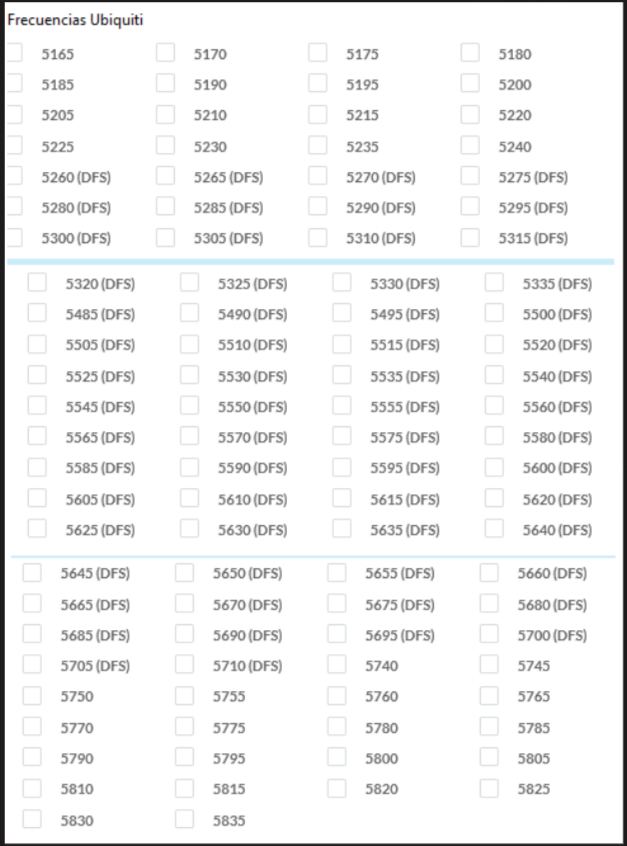 Frecuencias Ubiquiti
5165 5170 5175 5180
5185 5190 5195 5200
5205 5210 5215 5220
5225 5230 5235 5240
5260 (DFS) 5265 (DFS) 5270 (DFS) 5275 (DFS)
5280 (DFS) 5285 (DFS) 5290 (DFS) 5295 (DFS)
5300 (DFS) 5305 (DFS) 5310 (DFS) 5315 (DFS)
5320 (DFS) 5325 (DFS) 5330 (DFS) 5335 (DFS)
5485 (DFS) 5490 (DFS) 5495 (DFS) 5500 (DFS)
5505 (DFS) 5510 (DFS) 5515 (DFS) 5520 (DFS)
5525 (DFS) 5530 (DFS) 5535 (DFS) 5540 (DFS)
5545 (DFS) 5550 (DFS) 5555 (DFS) 5560 (DFS)
5565 (DFS) 5570 (DFS) 5575 (DFS) 5580 (DFS)
5585 (DFS) 5590 (DFS) 5595 (DFS) 5600 (DFS)
5605 (DFS) 5610 (DFS) 5615 (DFS) 5620 (DFS)
5625 (DFS) 5630 (DFS) 5635 (DFS) 5640 (DFS)
5645 (DFS) 5650 (DFS) 5655 (DFS) 5660 (DFS)
5665 (DFS) 5670 (DFS) 5675 (DFS) 5680 (DFS)
5685 (DFS) 5690 (DFS) 5695 (DFS) 5700 (DFS)
5705 (DFS) 5710 (DFS) 5740 5745
5750 5755 5760 5765
5770 5775 5780 5785
5790 5795 5800 5805
5810 5815 5820 5825
5830 5835